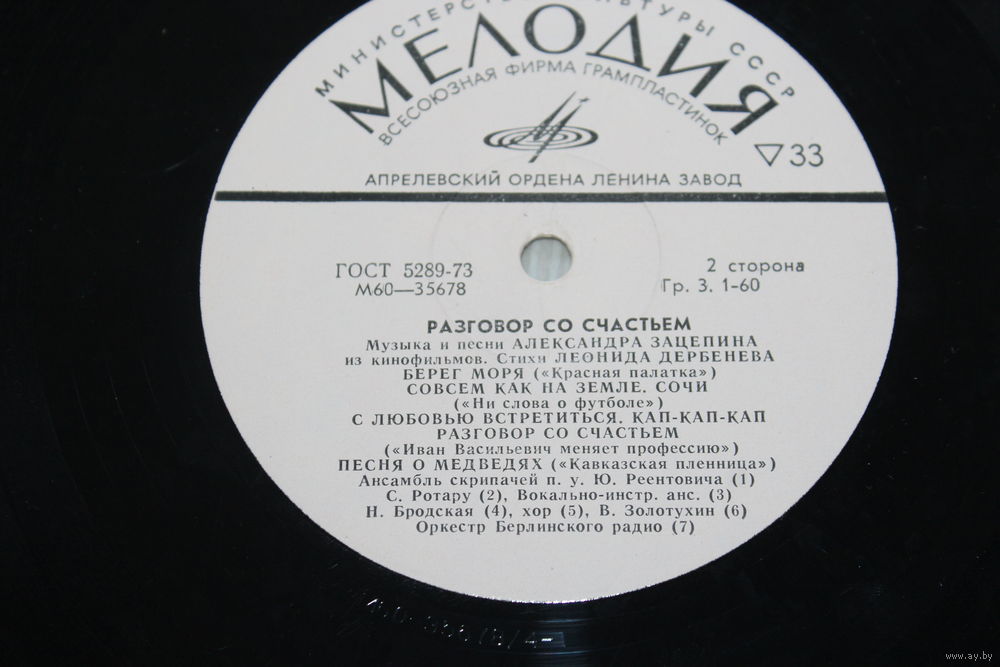 МИНИСТЕРСТВО КУЛЬТУРЫ СССР
МЕЛОДИЯ
ВСЕСОЮЗНАЯ ФИРМА ГРАМПЛАСТИНОК
33
АПРЕЛЕВСКИЙ ОРДЕНА ЛЕНИНА ЗАВОД
ГОСТ 5289-73
М60—35678
2 сторона
Гр. 3. 1-60
РАЗГОВОР СО СЧАСТЬЕМ
Музыка и песни АЛЕКСАНДРА ЗАЦЕПИНА
из кинофильмов. Стихи ЛЕОНИДА ДЕРБЕНЕВА
БЕРЕГ МОРЯ («Красная палатка»)
СОВСЕМ КАК НА ЗЕМЛЕ. СОЧИ
(«Ни слова о футболе»)
С ЛЮБОВЬЮ ВСТРЕТИТЬСЯ. КАП-КАП-КАП
РАЗГОВОР СО СЧАСТЬЕМ
(«Иван Васильевич меняет профессию»)
ПЕСНЯ О МЕДВЕДЯХ («Кавказская пленница»)
Ансамбль скрипачей п. у. Ю. Реентовича (1)
С. Ротару (2), Вокально-инстр. анс. (3)
Н. Бродская (4), хор (5), В. Золотухин (6)
Оркестр Берлинского радио (7)
www.ay.by